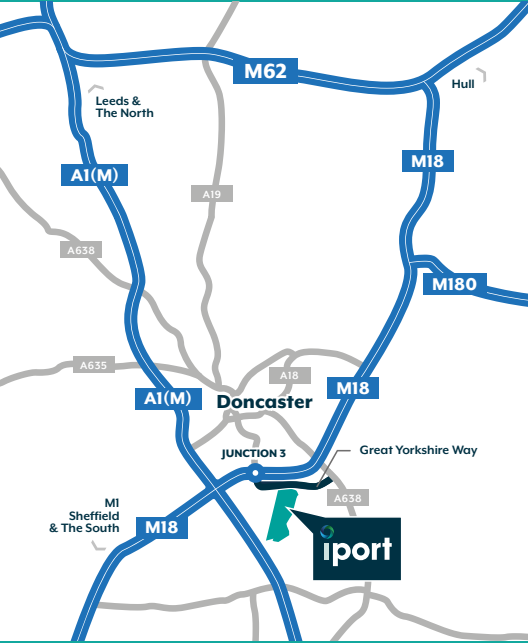 M62
Hull
Leeds &
The North
M18
A1(M)
A19
A638
M180
A635
A18
M18
A1(M)
Doncaster
JUNCTION 3
Great Yorkshire Way
A638
M1
Sheffield
& The South
M18
iport